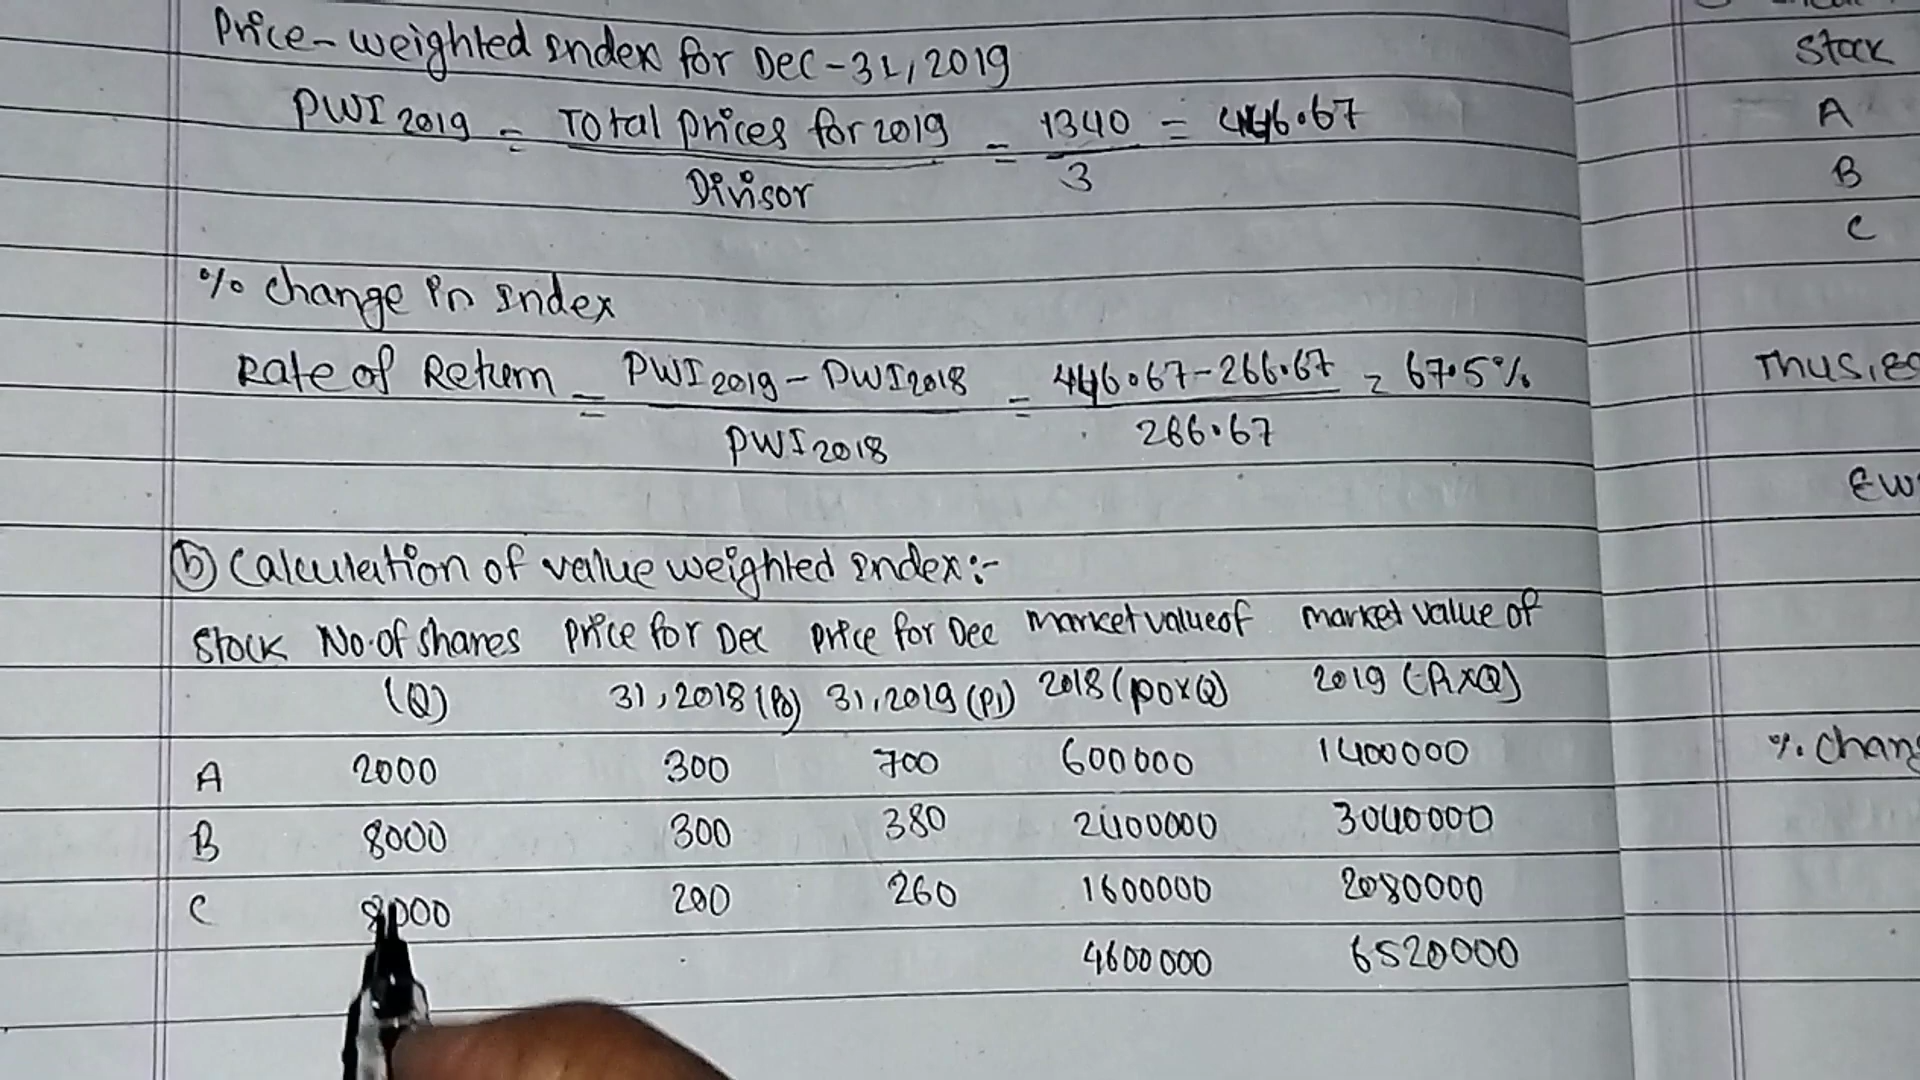 Price-weighted Index for Dec-31,2019
PWI 2019 = Total prices for 2019 / Divisor = 1340 / 3 = 446.67
% change in Index
Rate of Return = PWI 2019 - PWI 2018 / PWI 2018 = 446.67-266.67 / 266.67 = 67.5%
(b) Calculation of value weighted Index:-
Stock No.of shares Price for Dec Price for Dec market value of market value of
(Q) 31,2018(P0) 31,2019(P1) 2018(P0xQ) 2019(P1xQ)
A 2000 300 700 600000 1400000
B 8000 300 380 2400000 3040000
C 8000 200 260 1600000 2080000
4600000 6520000
Stock
A
B
C
Thus,
EW
% Chang